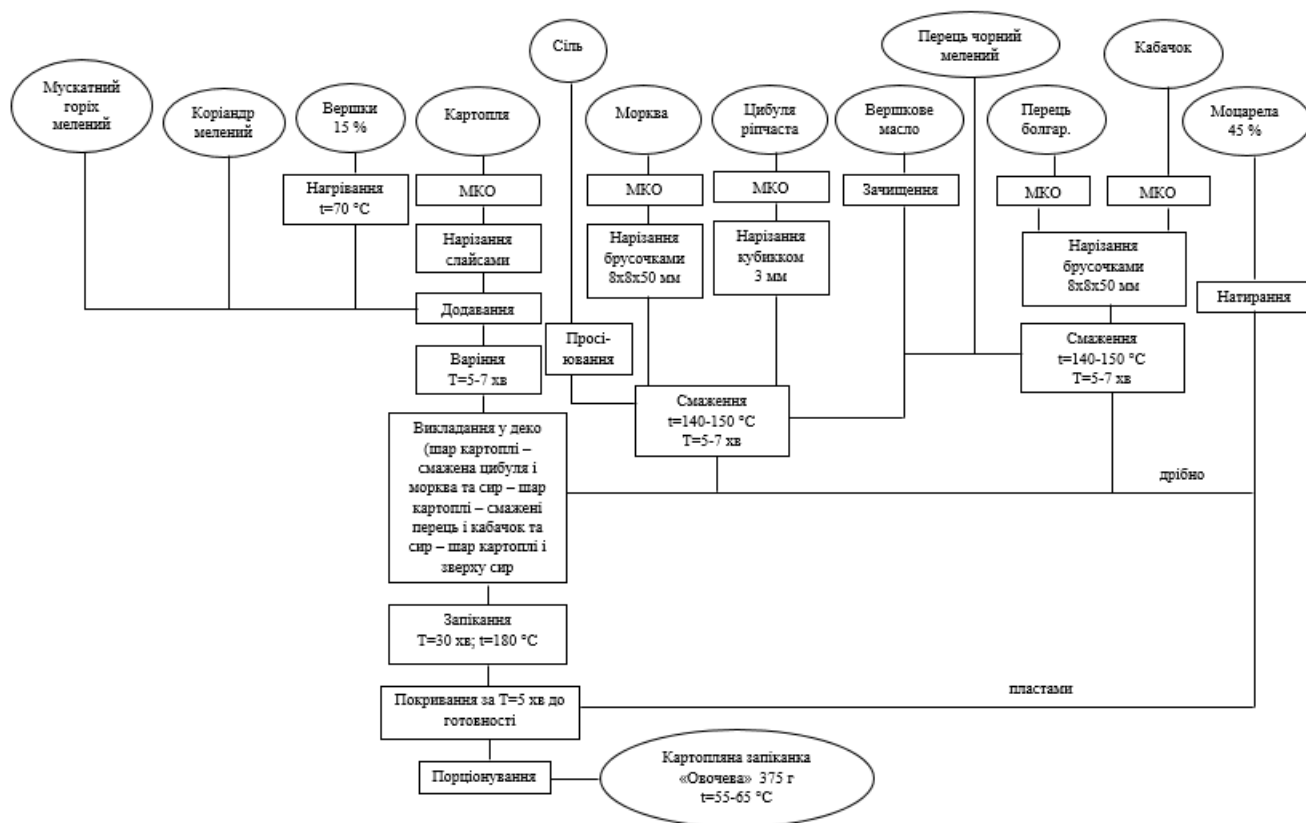 Сіль
Перець чорний
мелений
Кабачок
Мускатний
горіх
мелений
Коріандр
мелений
Вершки
15 %
Картопля
Морква
Цибуля
ріпчаста
Вершкове
масло
Перець
болгар.
Моцарела
45 %
Нагрівання
t=70 °C
МКО
МКО
МКО
Зачищення
МКО
МКО
Нарізання
слайсами
Нарізання
брусочками
8х8х50 мм
Нарізання
кубикком
3 мм
Нарізання
брусочками
8х8х50 мм
Натирання
Додавання
Просі-
ювання
Варіння
T=5-7 хв
Смаження
t=140-150 °C
T=5-7 хв
Смаження
t=140-150 °C
T=5-7 хв
Викладання у деко
(шар картоплі –
смажена цибуля і
морква та сир – шар
картоплі – смажені
перець і кабачок та
сир – шар картоплі і
зверху сир
дрібно
Запікання
T=30 хв; t=180 °C
Покривання за T=5 хв до
готовності
пластами
Порціонування
Картопляна запіканка
«Овочева» 375 г
t=55-65 °C